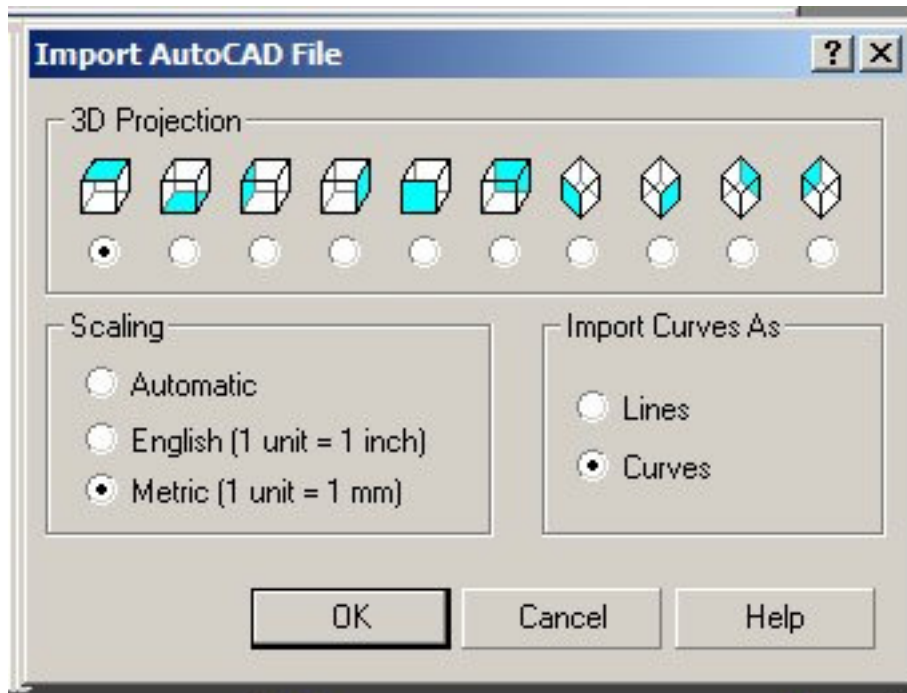 Import AutoCAD File
3D Projection
Scaling
Automatic
English (1 unit = 1 inch)
Metric (1 unit = 1 mm)
Import Curves As
Lines
Curves
OK Cancel Help